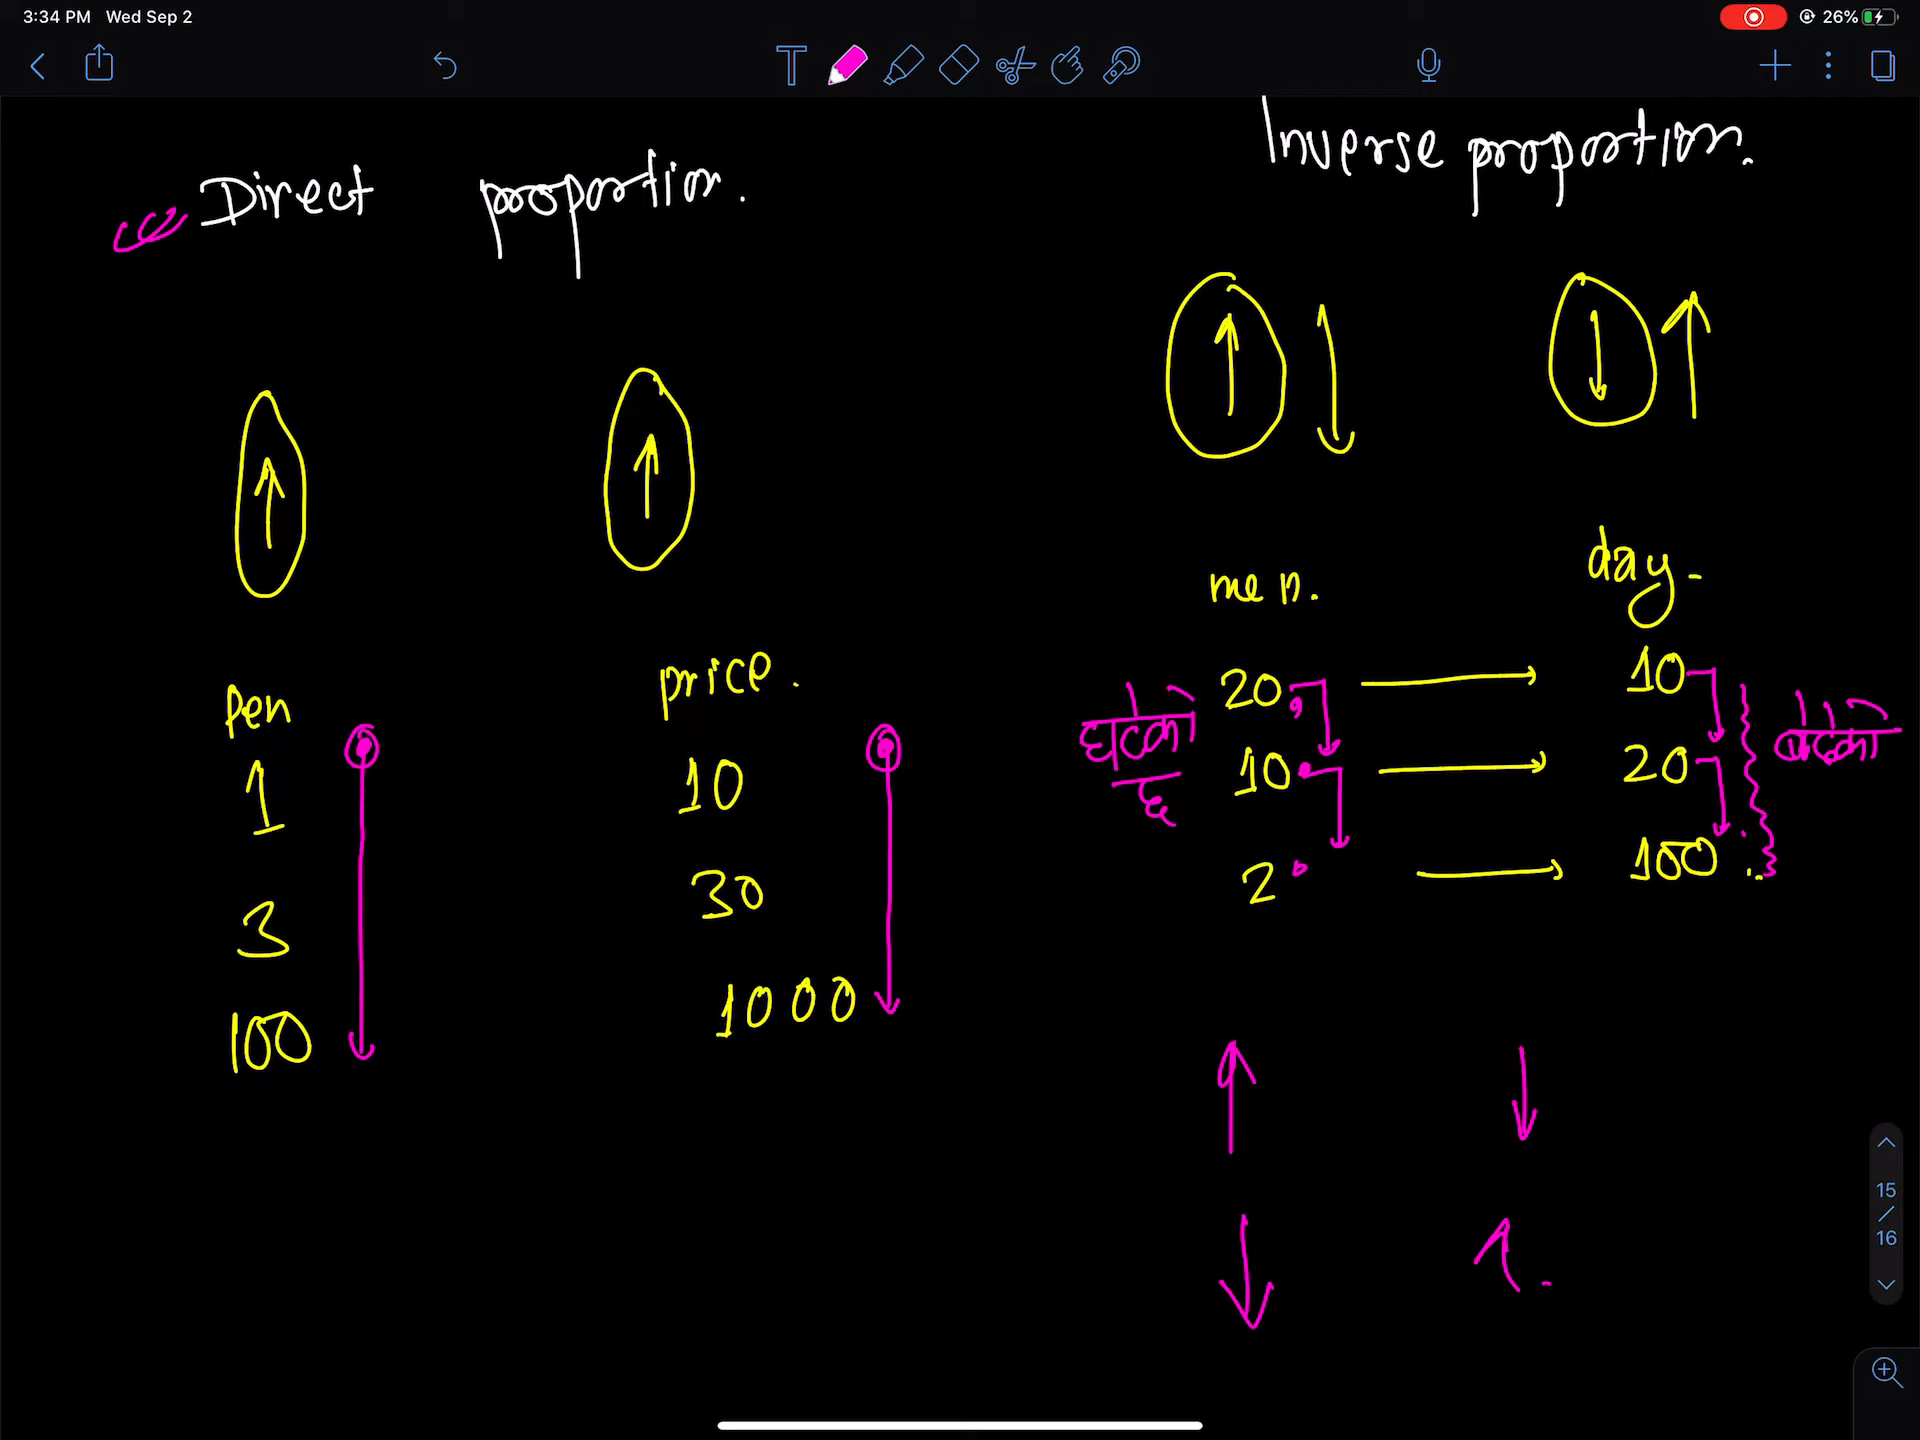 3:34 PM Wed Sep 2
26%
Direct proportion.
Inverse proportion.
pen price.
1 10
3 30
100 1000
men. day-
20 → 10
10 → 20
2 → 100
15
/
16